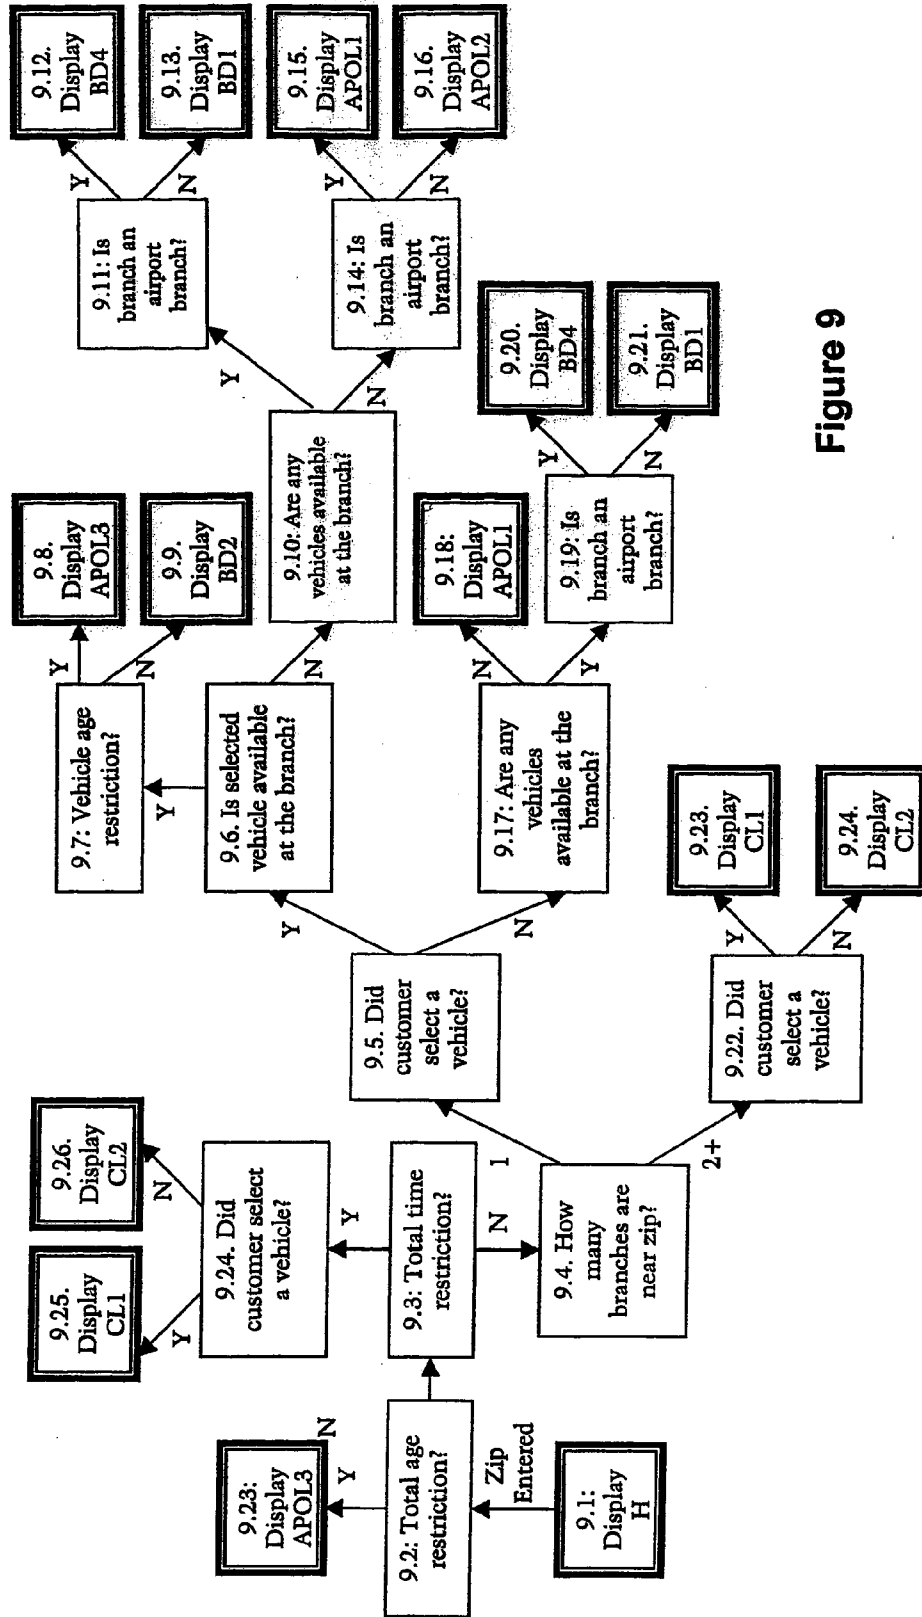 9.12.
Display
BD4
9.13.
Display
BD1
9.15.
Display
APOL1
9.16.
Display
APOL2
Y
N
Y
N
9.11: Is
branch an
airport
branch?
9.14: Is
branch an
airport
branch?
Y
N
9.20.
Display
BD4
9.21.
Display
BD1
9.8.
Display
APOL3
9.9.
Display
BD2
9.10: Are any
vehicles available
at the branch?
9.18:
Display
APOL1
9.19: Is
branch an
airport
branch?
Y
N
Y
N
N
N
Y
9.7: Vehicle age
restriction?
Y
9.6. Is selected
vehicle available
at the branch?
9.17: Are any
vehicles
available at the
branch?
9.23.
Display
CL1
9.24.
Display
CL2
Y
N
Y
N
9.5. Did
customer
select a
vehicle?
9.22. Did
customer
select a
vehicle?
1
2+
9.26.
Display
CL2
9.25.
Display
CL1
N
Y
9.24. Did
customer select
a vehicle?
Y
9.3: Total time
restriction?
N
9.4. How
many
branches are
near zip?
9.23:
Display
APOL3
N
Y
9.2: Total age
restriction?
Zip
Entered
9.1:
Display
H
Figure 9